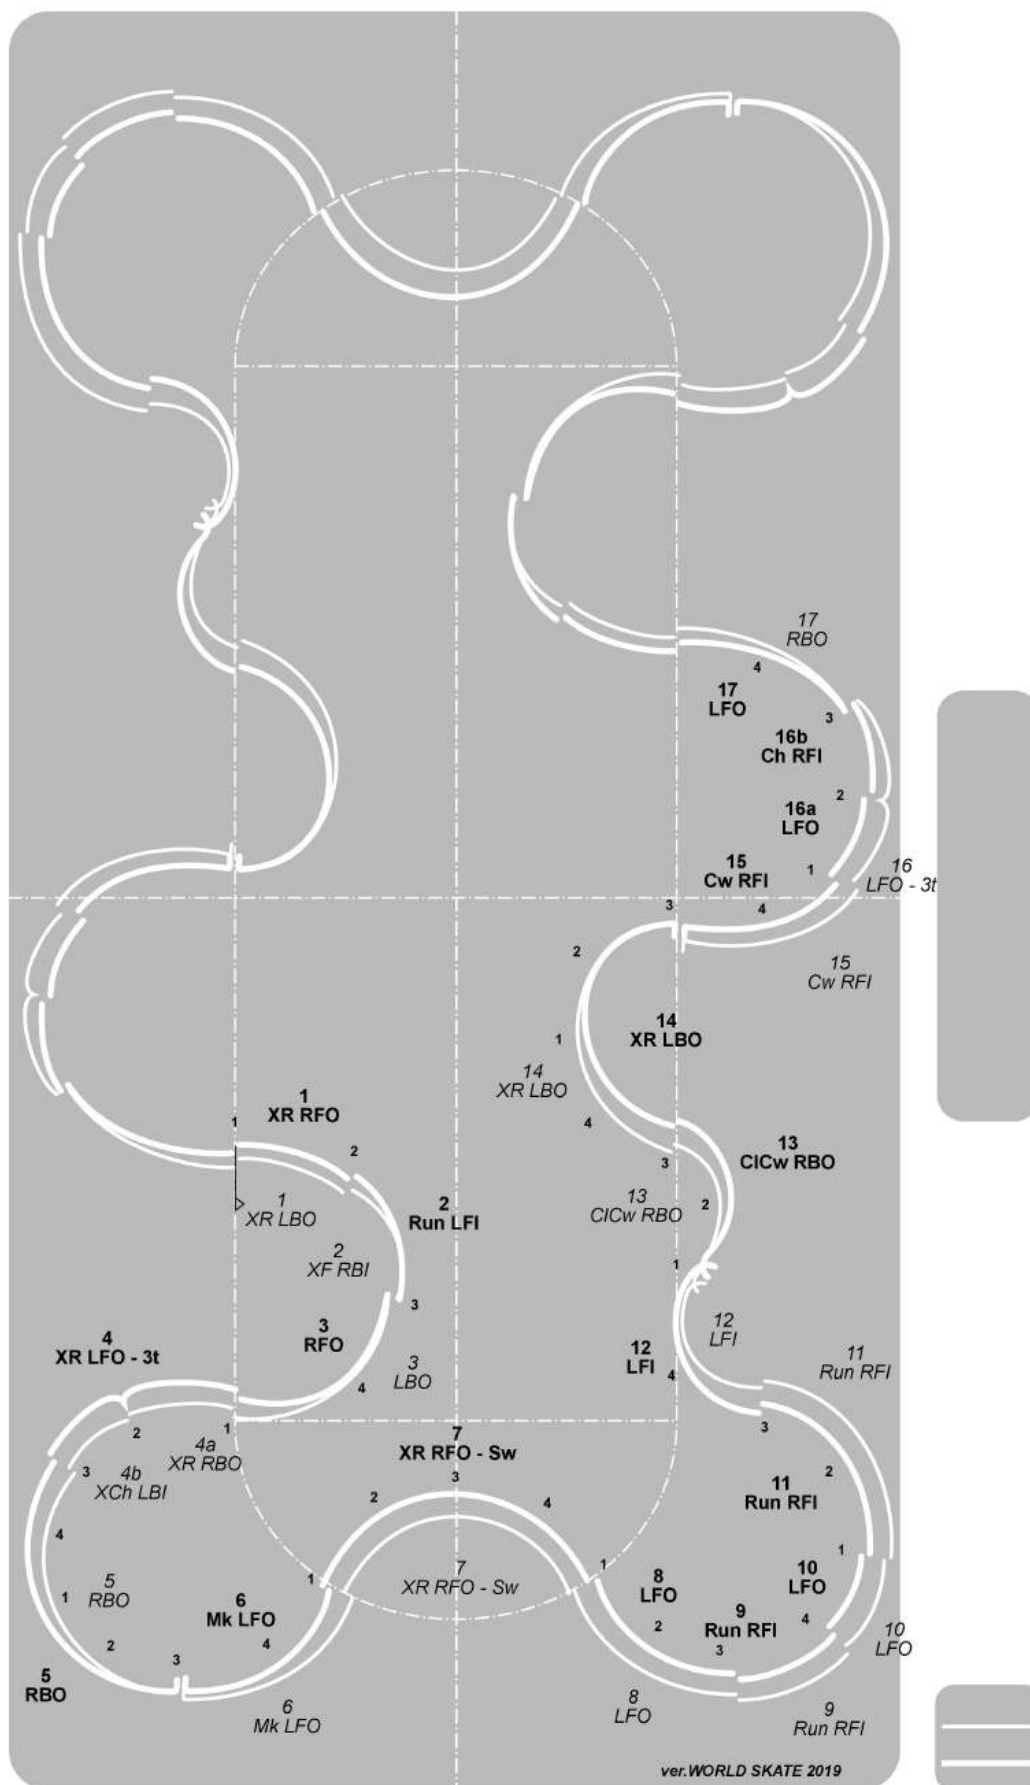 17
RBO
4
17
LFO
3
16b
Ch RFI
2
16a
LFO
15
Cw RFI
1
16
LFO - 3t
3
4
2
15
Cw RFI
14
XR LBO
1
14
XR LBO
4
1
XR RFO
1
2
3
13
ClCw RBO
13
ClCw RBO
2
1
XR LBO
2
Run LFI
2
XF RBI
1
3
3
RFO
12
LFI
4
XR LFO - 3t
12
LFI
11
Run RFI
3
LBO
4
4
1
2
4a
XR RBO
7
XR RFO - Sw
3
3
4b
XCh LBI
3
2
4
2
11
Run RFI
4
1
5
RBO
1
7
XR RFO - Sw
1
8
LFO
10
LFO
1
6
Mk LFO
2
9
Run RFI
4
2
4
3
3
10
LFO
5
RBO
6
Mk LFO
8
LFO
9
Run RFI
ver.WORLD SKATE 2019